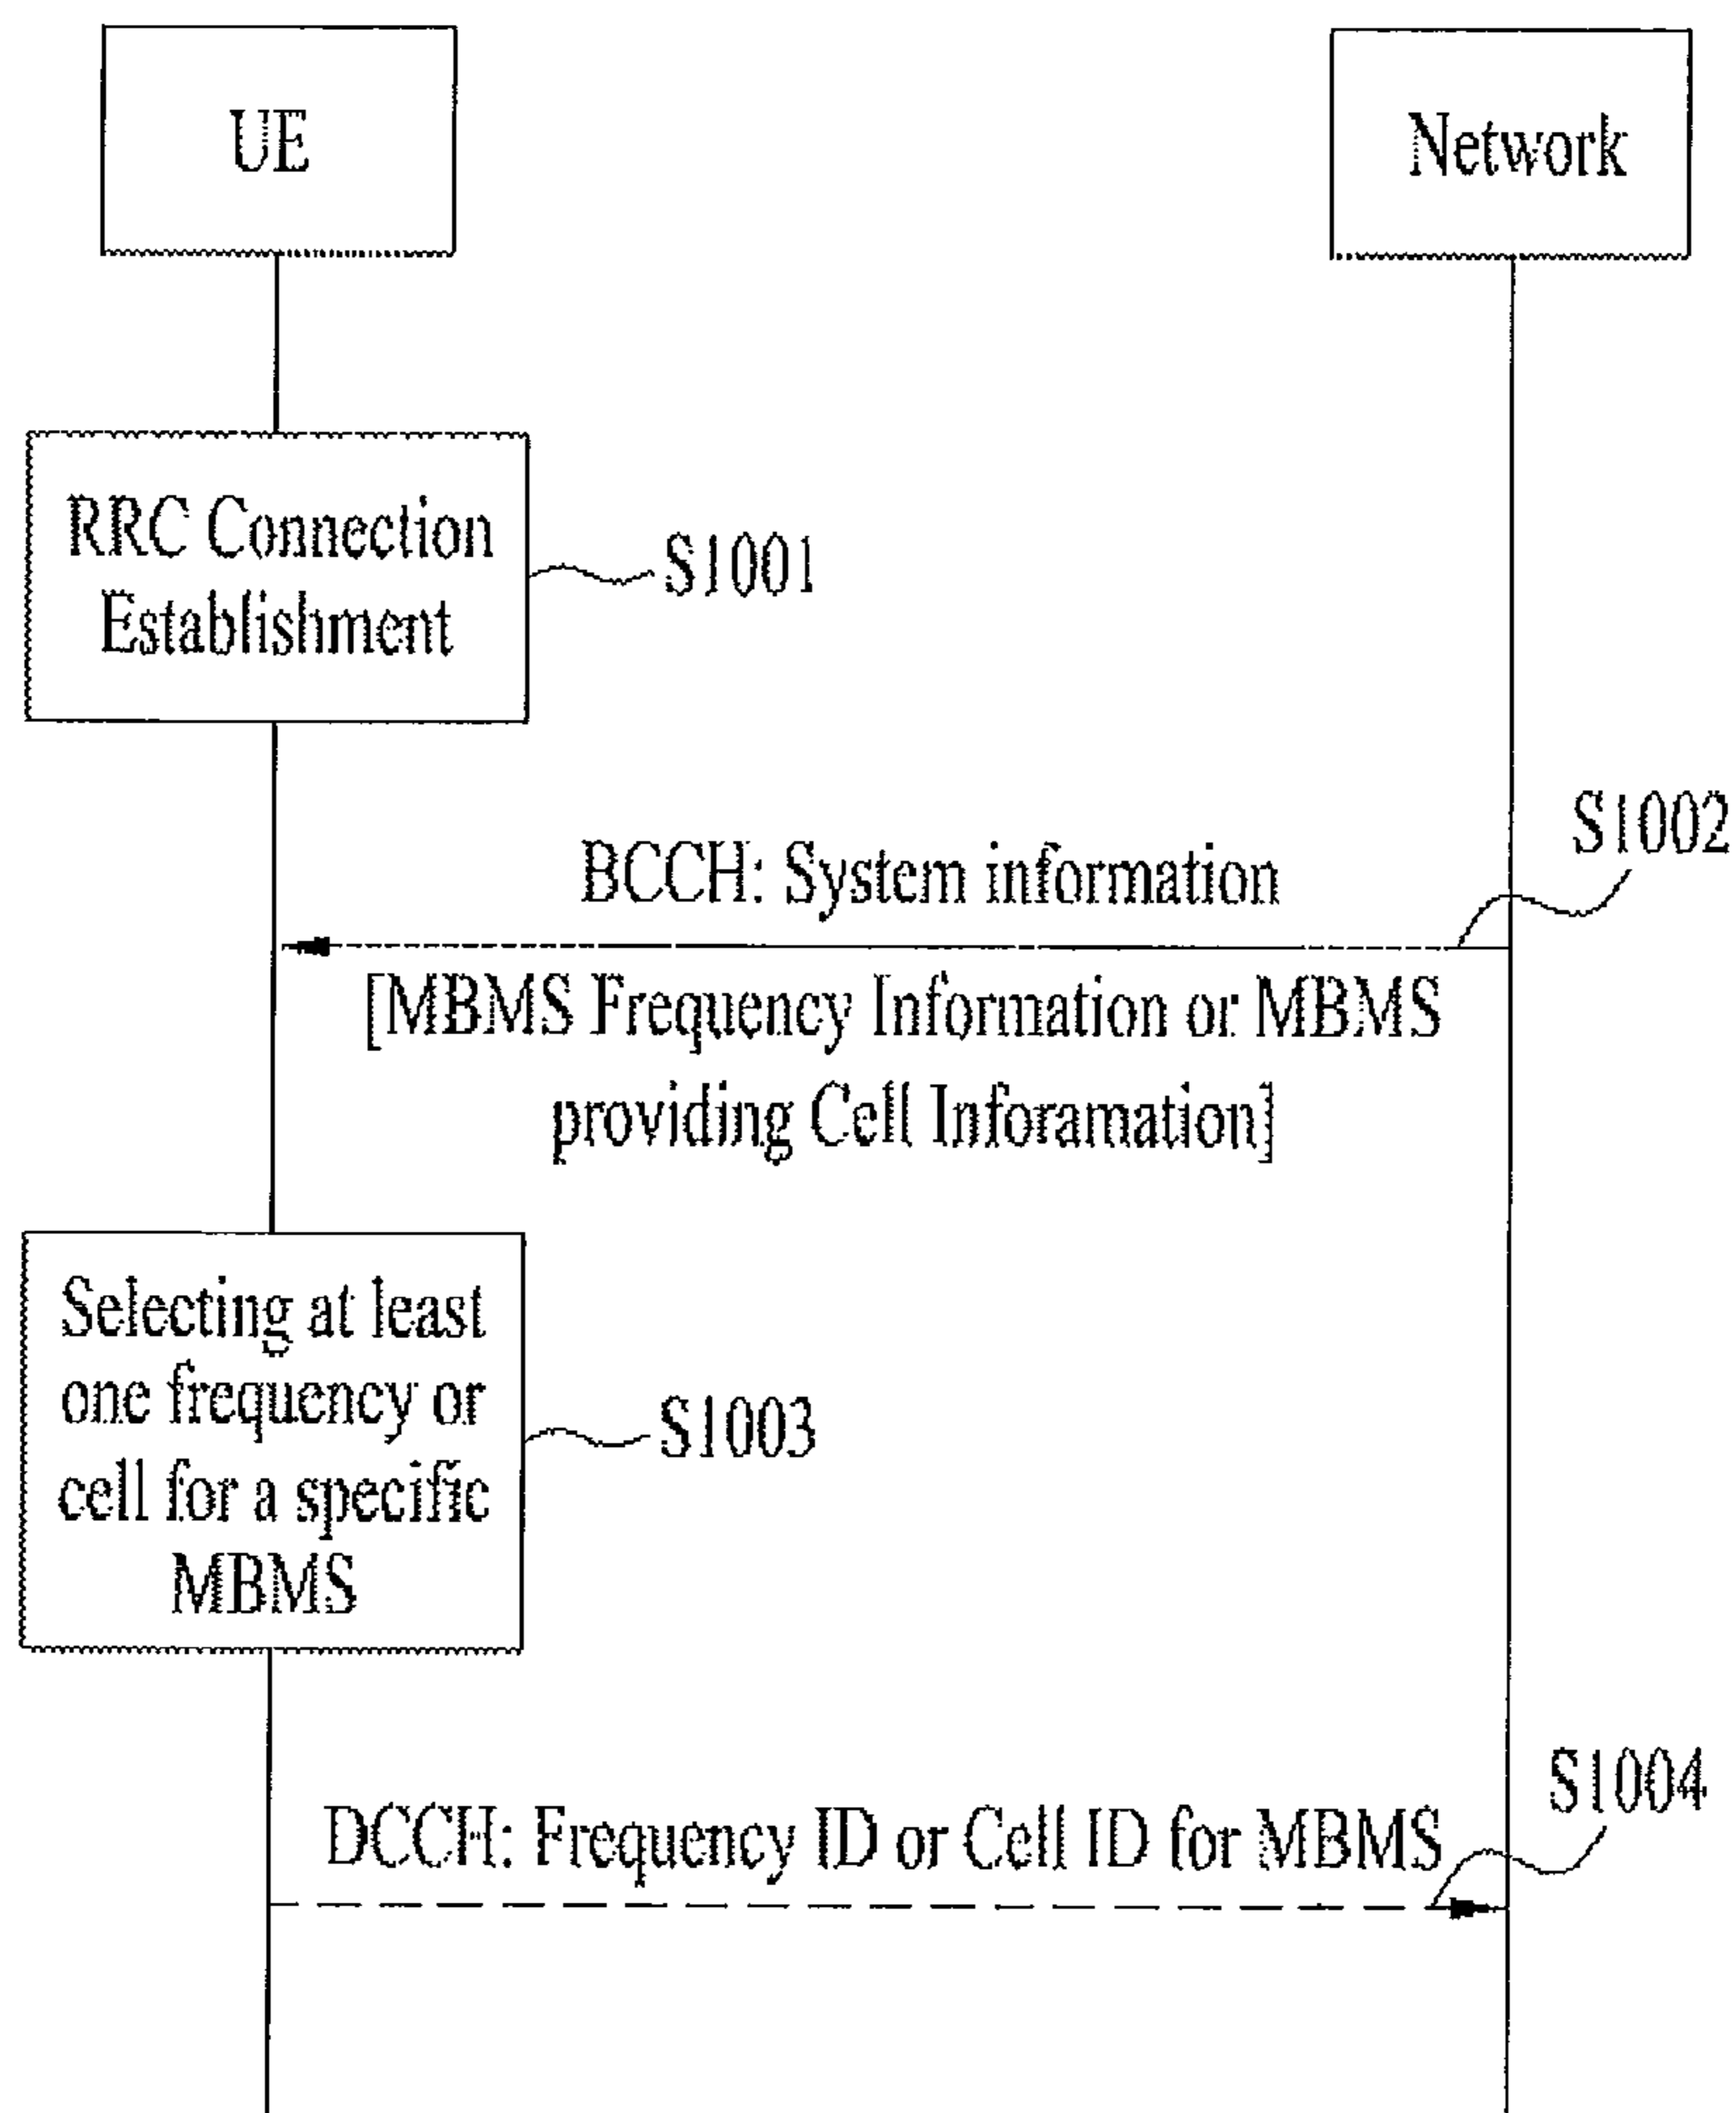 UE
Network
RRC Connection
Establishment
S1001
S1002
BCCH: System information
[MBMS Frequency Information or MBMS
providing Cell Inforamation]
Selecting at least
one frequency or
cell for a specific
MBMS
S1003
S1004
DCCH: Frequency ID or Cell ID for MBMS